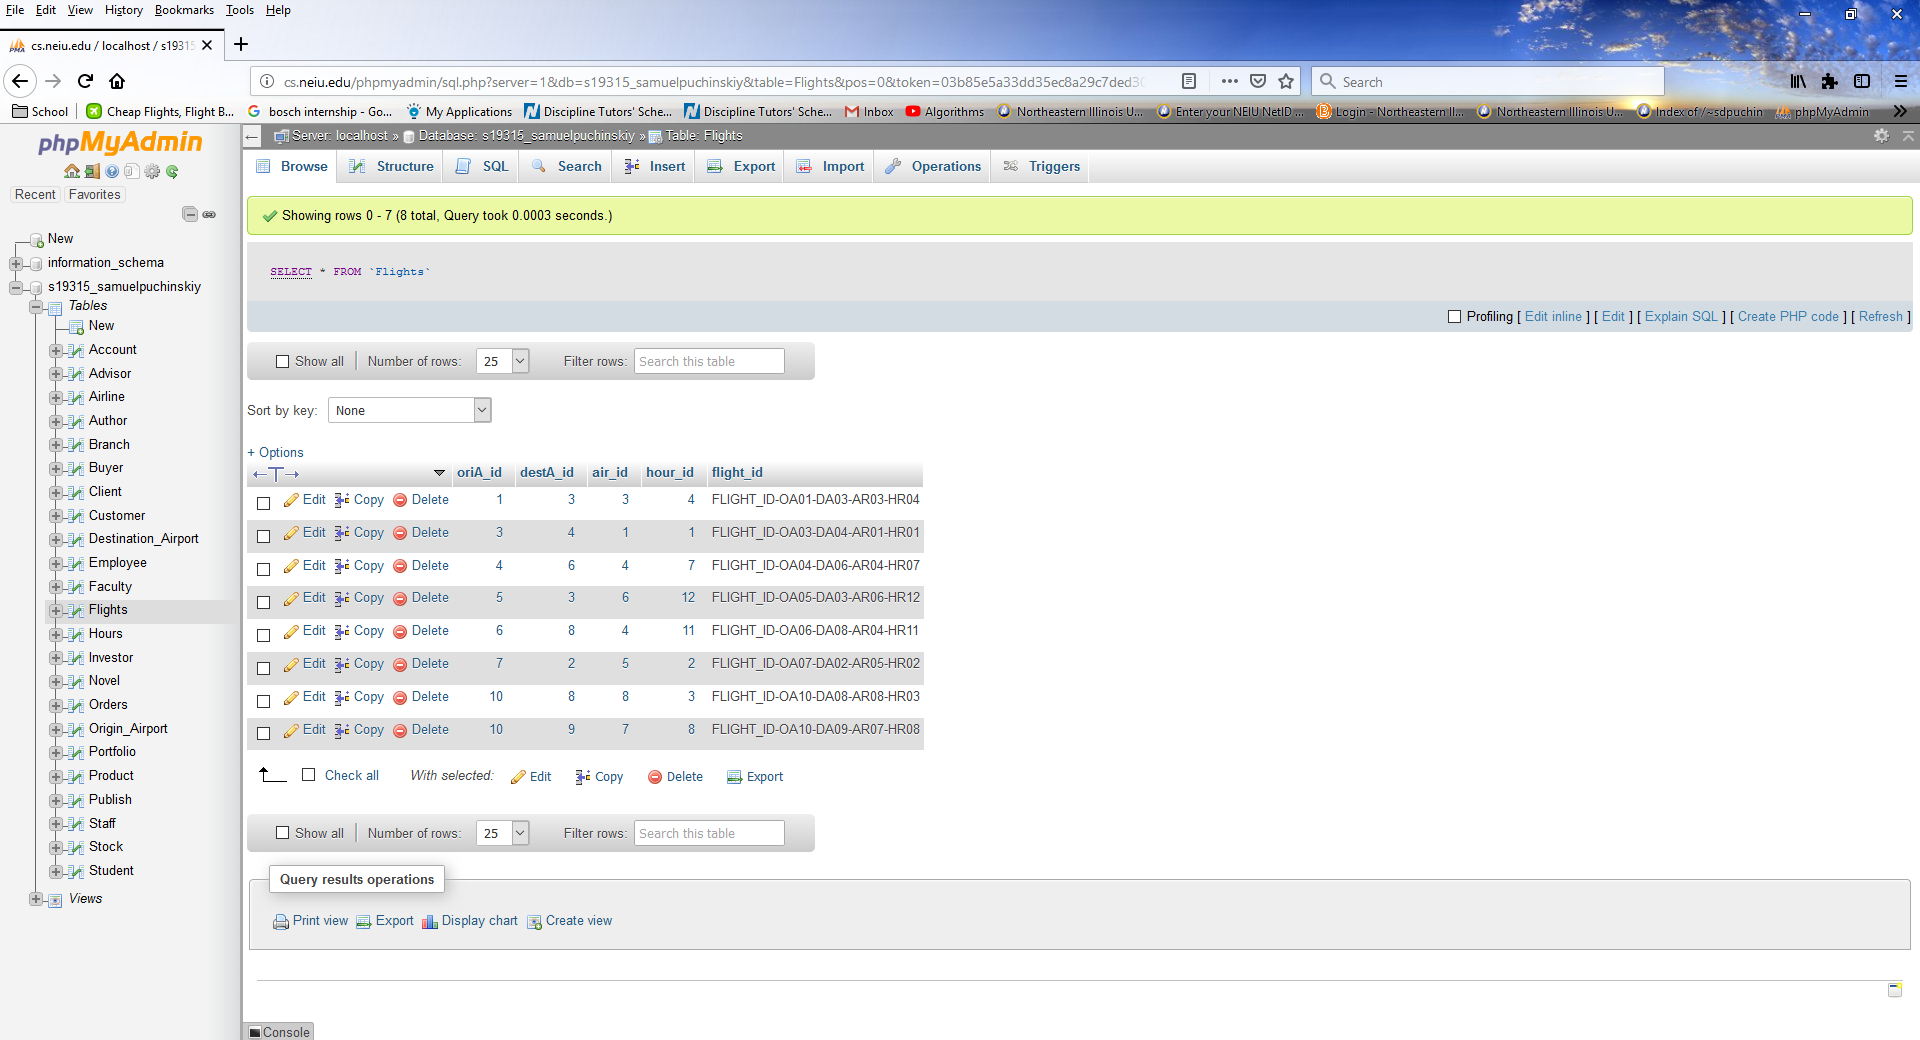 File Edit View History Bookmarks Tools Help
cs.neiu.edu / localhost / s19315
cs.neiu.edu/phpmyadmin/sql.php?server=1&db=s19315_samuelpuchinskiy&table=Flights&pos=0&token=03b85e5a33dd35ec8a29c7ded3
Search
School Cheap Flights, Flight B... bosch internship - Go... My Applications Discipline Tutors' Sche... Discipline Tutors' Sche... Inbox Algorithms Northeastern Illinois U... Enter your NEIU NetID ... Login - Northeastern Il... Northeastern Illinois U... Index of /~sdpuchin phpMyAdmin
phpMyAdmin
Recent Favorites
New
information_schema
s19315_samuelpuchinskiy
Tables
New
Account
Advisor
Airline
Author
Branch
Buyer
Client
Customer
Destination_Airport
Employee
Faculty
Flights
Hours
Investor
Novel
Orders
Origin_Airport
Portfolio
Product
Publish
Staff
Stock
Student
Views
Server: localhost » Database: s19315_samuelpuchinskiy » Table: Flights
Browse Structure SQL Search Insert Export Import Operations Triggers
Showing rows 0 - 7 (8 total, Query took 0.0003 seconds.)
SELECT * FROM `Flights`
Profiling [ Edit inline ] [ Edit ] [ Explain SQL ] [ Create PHP code ] [ Refresh ]
Show all Number of rows: 25 Filter rows: Search this table
Sort by key: None
+ Options
oriA_id destA_id air_id hour_id flight_id
Edit Copy Delete 1 3 3 4 FLIGHT_ID-OA01-DA03-AR03-HR04
Edit Copy Delete 3 4 1 1 FLIGHT_ID-OA03-DA04-AR01-HR01
Edit Copy Delete 4 6 4 7 FLIGHT_ID-OA04-DA06-AR04-HR07
Edit Copy Delete 5 3 6 12 FLIGHT_ID-OA05-DA03-AR06-HR12
Edit Copy Delete 6 8 4 11 FLIGHT_ID-OA06-DA08-AR04-HR11
Edit Copy Delete 7 2 5 2 FLIGHT_ID-OA07-DA02-AR05-HR02
Edit Copy Delete 10 8 8 3 FLIGHT_ID-OA10-DA08-AR08-HR03
Edit Copy Delete 10 9 7 8 FLIGHT_ID-OA10-DA09-AR07-HR08
Check all With selected: Edit Copy Delete Export
Show all Number of rows: 25 Filter rows: Search this table
Query results operations
Print view Export Display chart Create view
Console